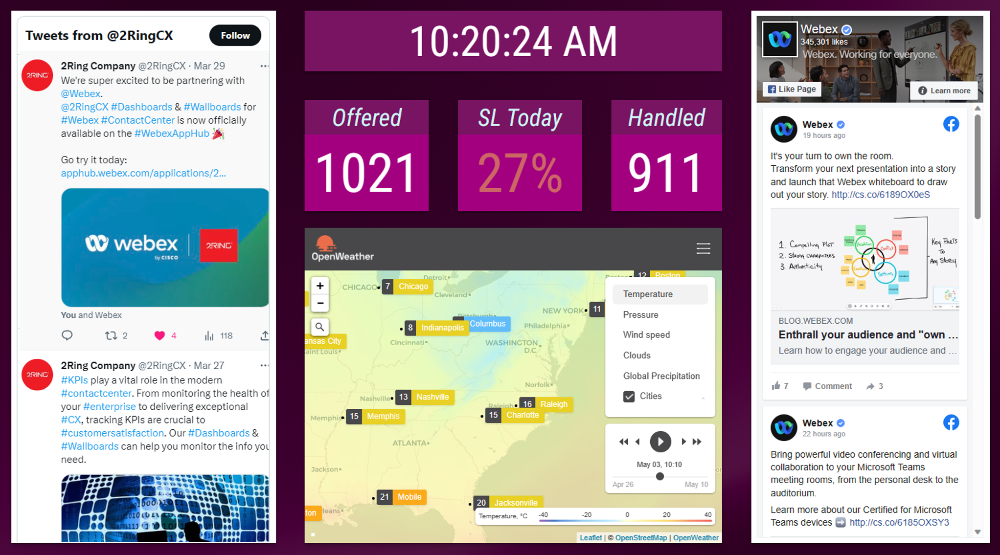 Tweets from @2RingCX
Follow
2Ring Company @2RingCX · Mar 29
We're super excited to be partnering with
@Webex.
@2RingCX #Dashboards & #Wallboards for
#Webex #ContactCenter is now officially
available on the #WebexAppHub 🎉
Go try it today:
apphub.webex.com/applications/2...
webex
by CISCO
2RING
You and Webex
2
4
118
2Ring Company @2RingCX · Mar 27
#KPIs play a vital role in the modern
#contactcenter. From monitoring the health of
your #enterprise to delivering exceptional
#CX, tracking KPIs are crucial to
#customersatisfaction. Our #Dashboards &
#Wallboards can help you monitor the info you
need.
2RING
2RING
10:20:24 AM
Offered
1021
SL Today
27%
Handled
911
OpenWeather
+
−
Detroit
CHICAGO
7 Chicago
Cleveland
12 Boston
NEW YORK
11
Pittsburgh
Columbus
8 Indianapolis
Philadelphia
ansas City
aint Louis
Cincinnati
WASHINGTON
D.C.
Norfolk
Nashville
13 Nashville
Raleigh
16 Raleigh
Memphis
15 Memphis
15 Charlotte
ATLANTA
Jackson
21 Mobile
20 Jacksonville
ton
leans
Temperature
Pressure
Wind speed
Clouds
Global Precipitation
Cities
May 03, 10:10
Apr 26
May 10
Temperature, °C
-40 -20 0 20 40
Leaflet | © OpenStreetMap | OpenWeather
Webex
345,301 likes
Webex. Working for everyone.
Like Page
Learn more
Webex
19 hours ago
It's your turn to own the room.
Transform your next presentation into a story
and launch that Webex whiteboard to draw
out your story. http://cs.co/6189OX0eS
1. Compelling Plot
2. Strong characters
3. Authenticity
Conflict
Setting
Key Parts
To
Any Story
BLOG.WEBEX.COM
Enthrall your audience and "own ...
Learn how to engage your audience and ...
7
Comment
3
Webex
22 hours ago
Bring powerful video conferencing and virtual
collaboration to your Microsoft Teams
meeting rooms, from the personal desk to the
auditorium.
Learn more about our Certified for Microsoft
Teams devices ➡️ http://cs.co/6185OXSY3